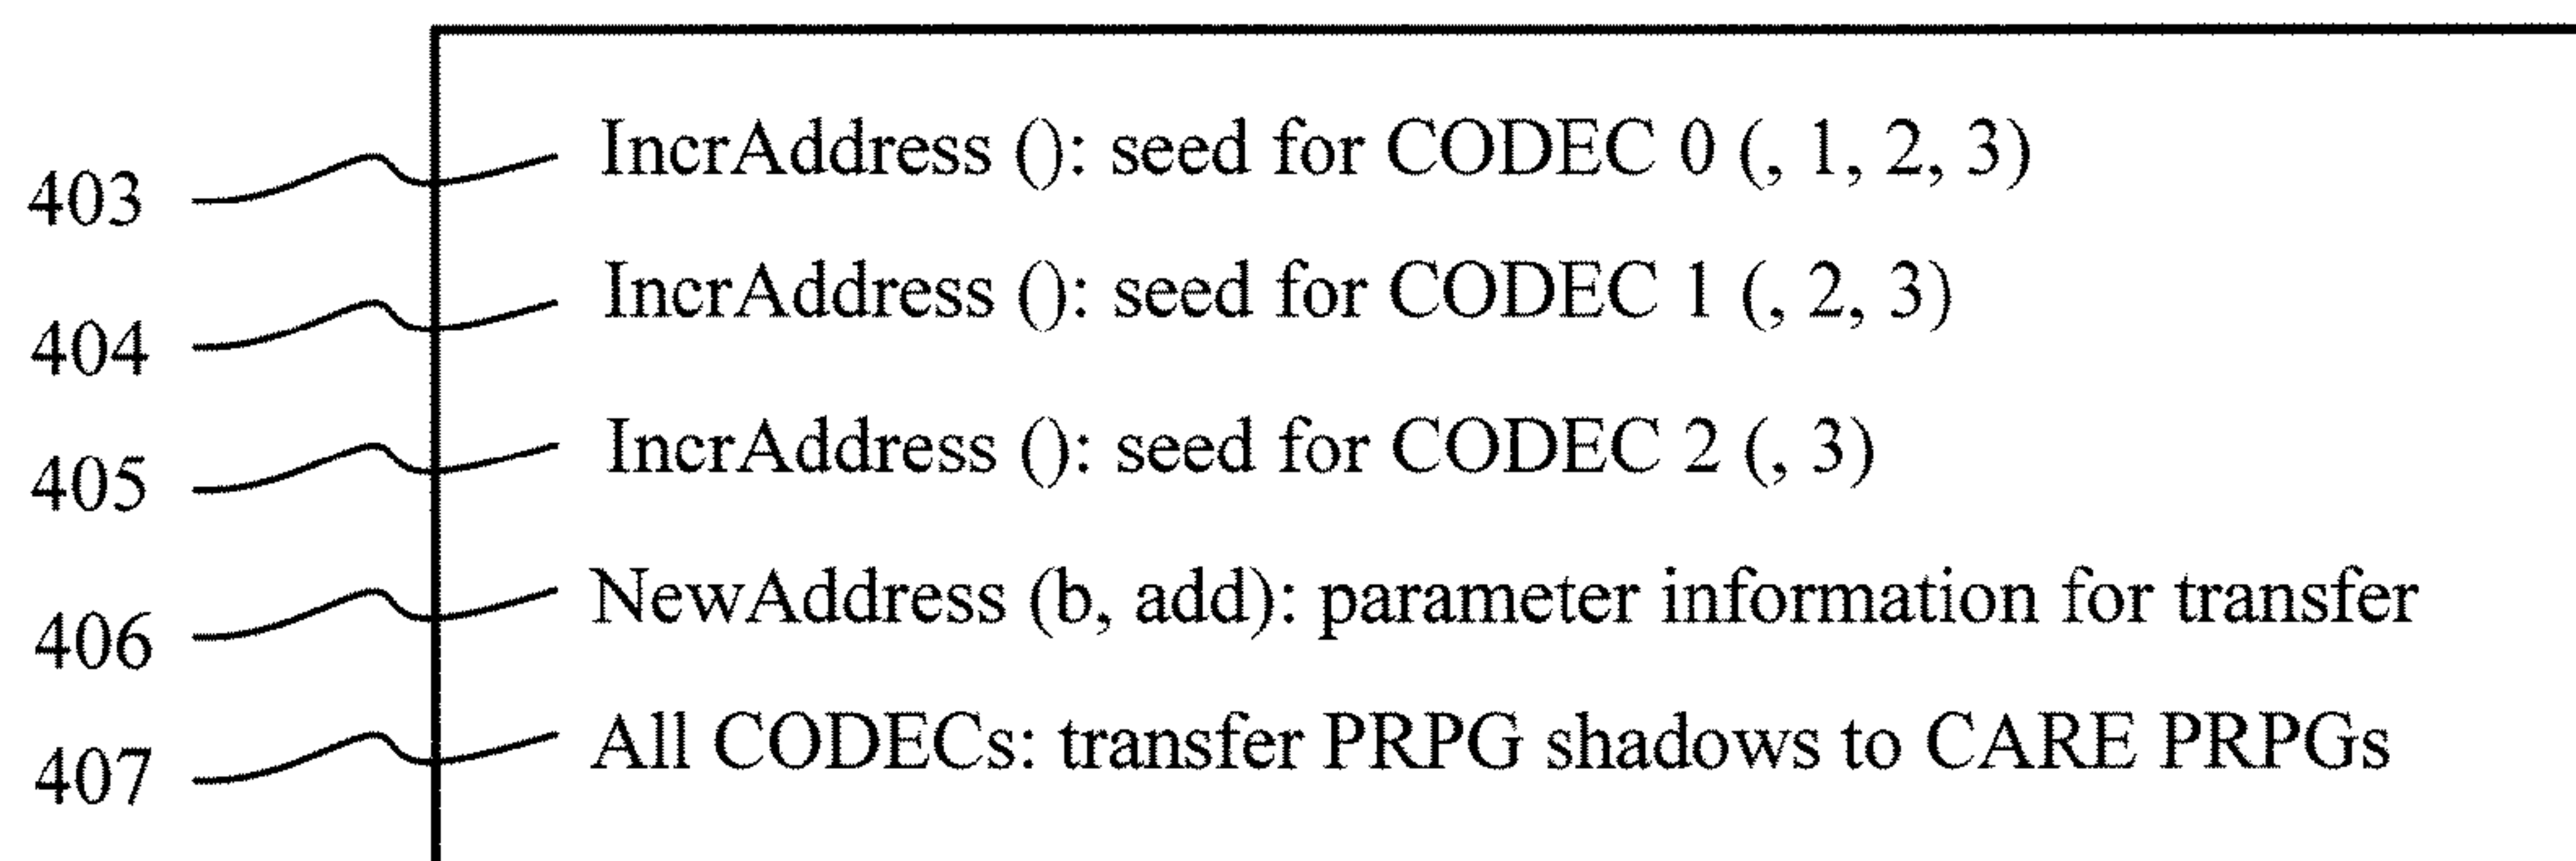 403 IncrAddress (): seed for CODEC 0 (, 1, 2, 3)
404 IncrAddress (): seed for CODEC 1 (, 2, 3)
405 IncrAddress (): seed for CODEC 2 (, 3)
406 NewAddress (b, add): parameter information for transfer
407 All CODECs: transfer PRPG shadows to CARE PRPGs